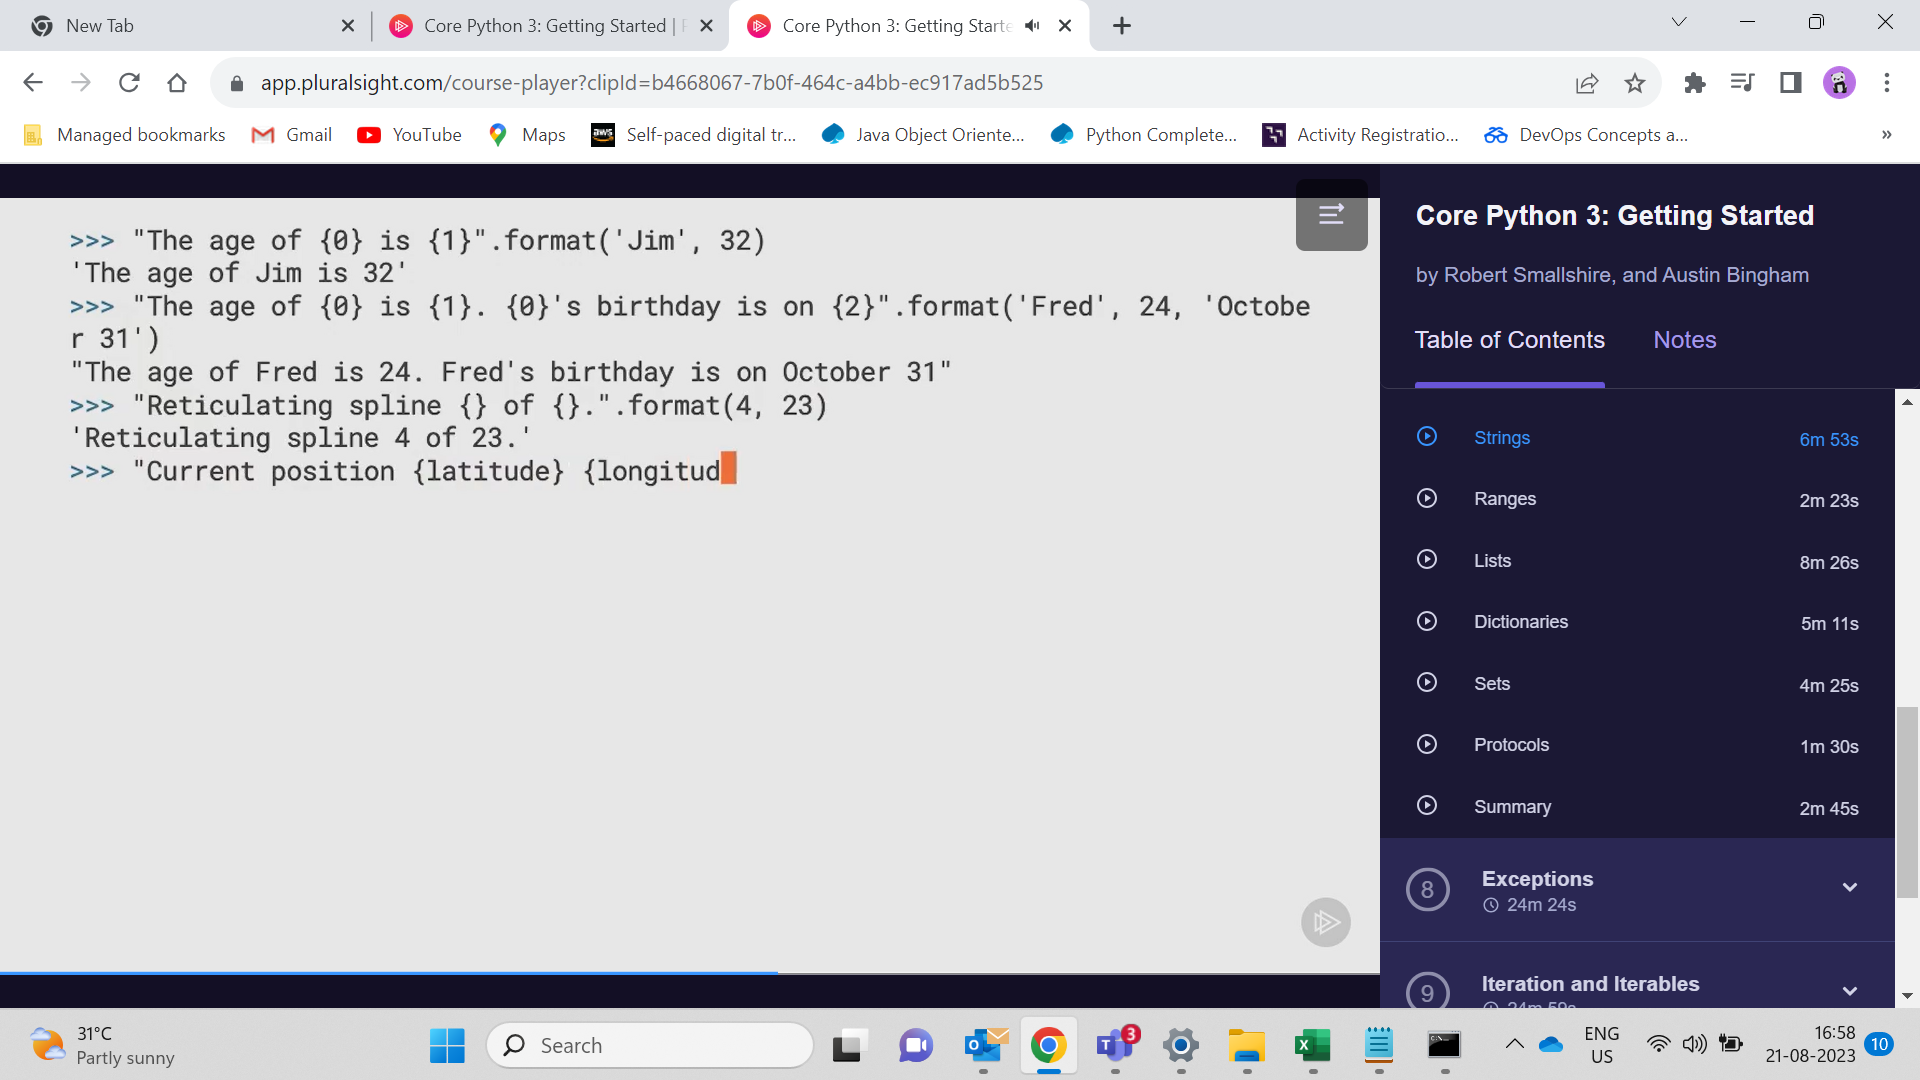 New Tab
Core Python 3: Getting Started |
Core Python 3: Getting Starte
app.pluralsight.com/course-player?clipId=b4668067-7b0f-464c-a4bb-ec917ad5b525
Managed bookmarks
Gmail
YouTube
Maps
aws
Self-paced digital tr...
Java Object Oriente...
Python Complete...
Activity Registratio...
DevOps Concepts a...
»
>>> "The age of {0} is {1}".format('Jim', 32)
'The age of Jim is 32'
>>> "The age of {0} is {1}. {0}'s birthday is on {2}".format('Fred', 24, 'Octobe
r 31')
"The age of Fred is 24. Fred's birthday is on October 31"
>>> "Reticulating spline {} of {}.".format(4, 23)
'Reticulating spline 4 of 23.'
>>> "Current position {latitude} {longitud
Core Python 3: Getting Started
by Robert Smallshire, and Austin Bingham
Table of Contents
Notes
Strings 6m 53s
Ranges 2m 23s
Lists 8m 26s
Dictionaries 5m 11s
Sets 4m 25s
Protocols 1m 30s
Summary 2m 45s
8 Exceptions
24m 24s
9 Iteration and Iterables
24m 59s
31°C
Partly sunny
Search
3
ENG
US
16:58
21-08-2023
10